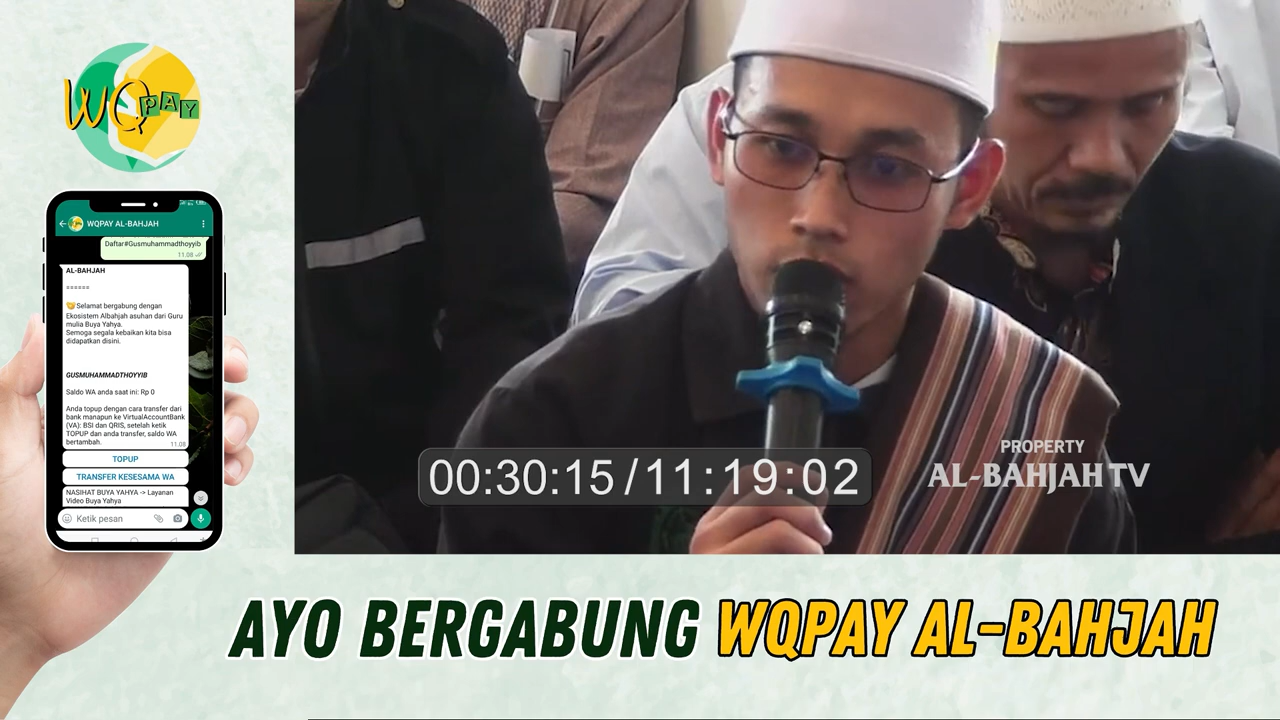 WQPAY
WQPAY AL-BAHJAH
Daftar#Gusmuhammadthoyyib
11.08
AL-BAHJAH
======
Selamat bergabung dengan
Ekosistem Albahjah asuhan dari Guru
mulia Buya Yahya.
Semoga segala kebaikan kita bisa
didapatkan disini.
GUSMUHAMMADTHOYYIB
Saldo WA anda saat ini: Rp 0
Anda topup dengan cara transfer dari
bank manapun ke VirtualAccountBank
(VA): BSI dan QRIS, setelah ketik
TOPUP dan anda transfer, saldo WA
bertambah.
11.08
TOPUP
TRANSFER KESESAMA WA
NASIHAT BUYA YAHYA -> Layanan
Video Buya Yahya
Ketik pesan
00:30:15/11:19:02
PROPERTY
AL-BAHJAH TV
AYO BERGABUNG WQPAY AL-BAHJAH